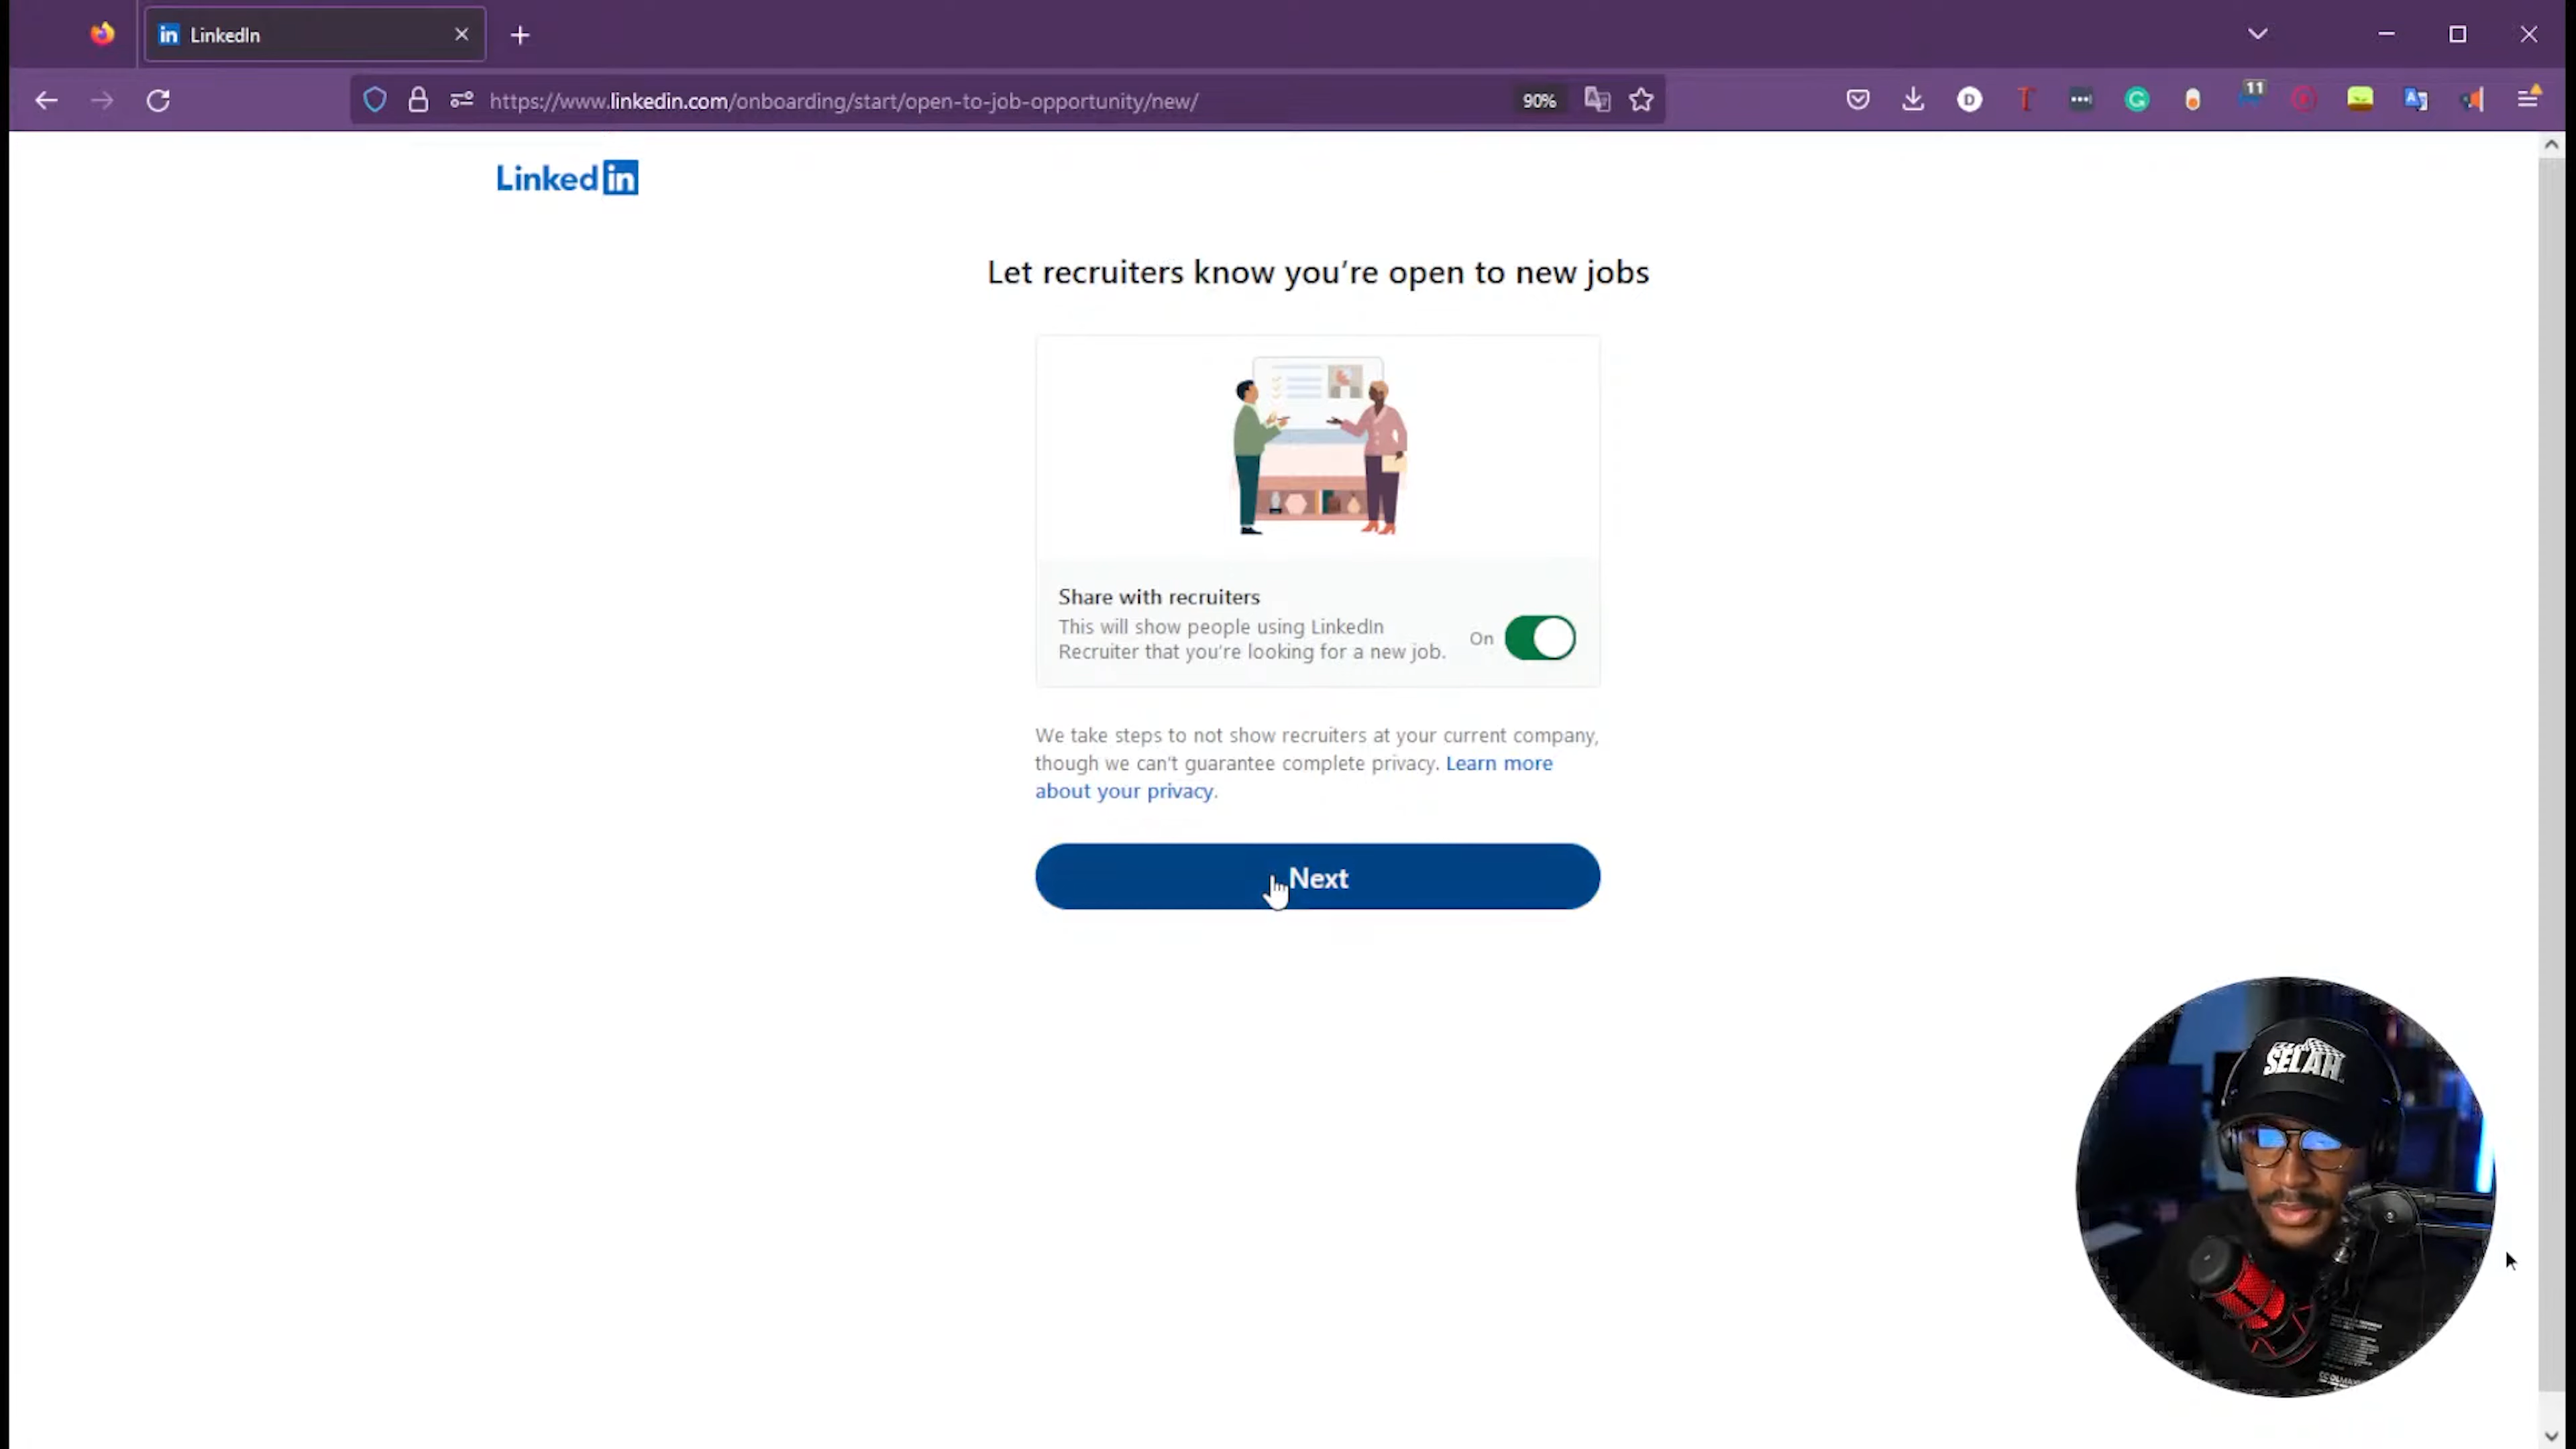 LinkedIn
https://www.linkedin.com/onboarding/start/open-to-job-opportunity/new/
90%
11
Linked in
Let recruiters know you're open to new jobs
Share with recruiters
This will show people using LinkedIn
Recruiter that you're looking for a new job.
On
We take steps to not show recruiters at your current company,
though we can't guarantee complete privacy. Learn more
about your privacy.
Next
SELAH